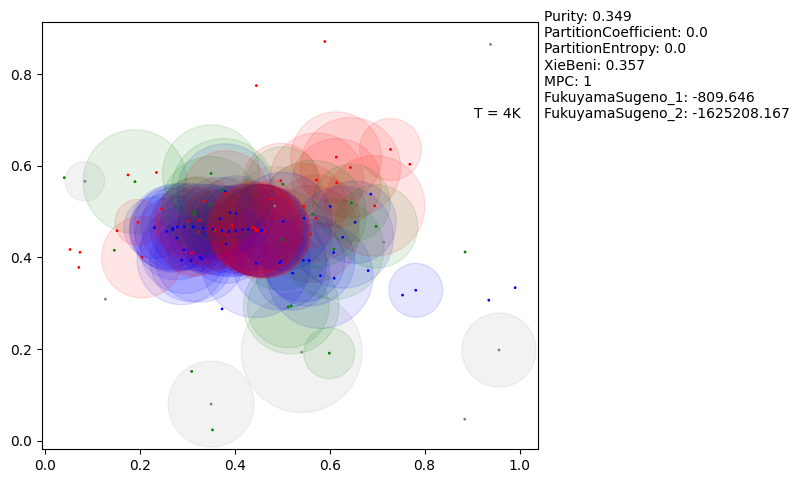 Purity: 0.349
PartitionCoefficient: 0.0
PartitionEntropy: 0.0
XieBeni: 0.357
MPC: 1
FukuyamaSugeno_1: -809.646
FukuyamaSugeno_2: -1625208.167
T = 4K
0.8
0.6
0.4
0.2
0.0
0.0 0.2 0.4 0.6 0.8 1.0